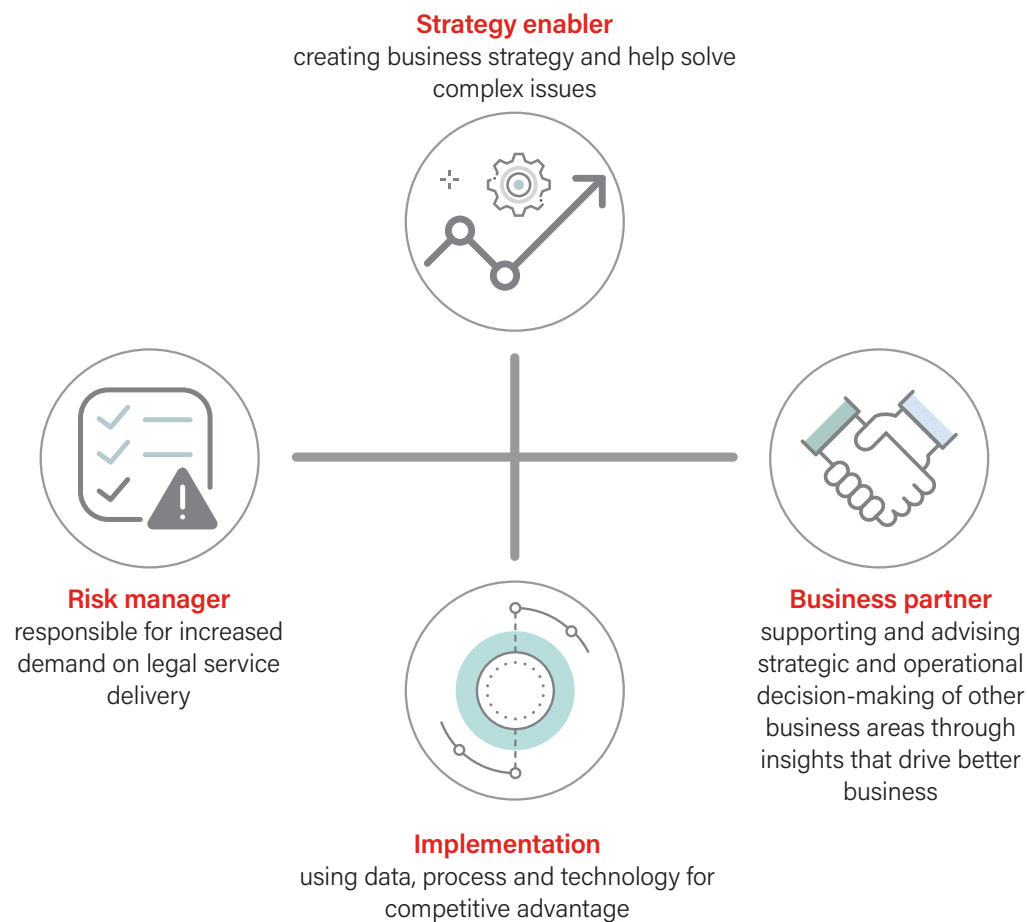 Strategy enabler
creating business strategy and help solve
complex issues
Risk manager
responsible for increased
demand on legal service
delivery
Business partner
supporting and advising
strategic and operational
decision-making of other
business areas through
insights that drive better
business
Implementation
using data, process and technology for
competitive advantage